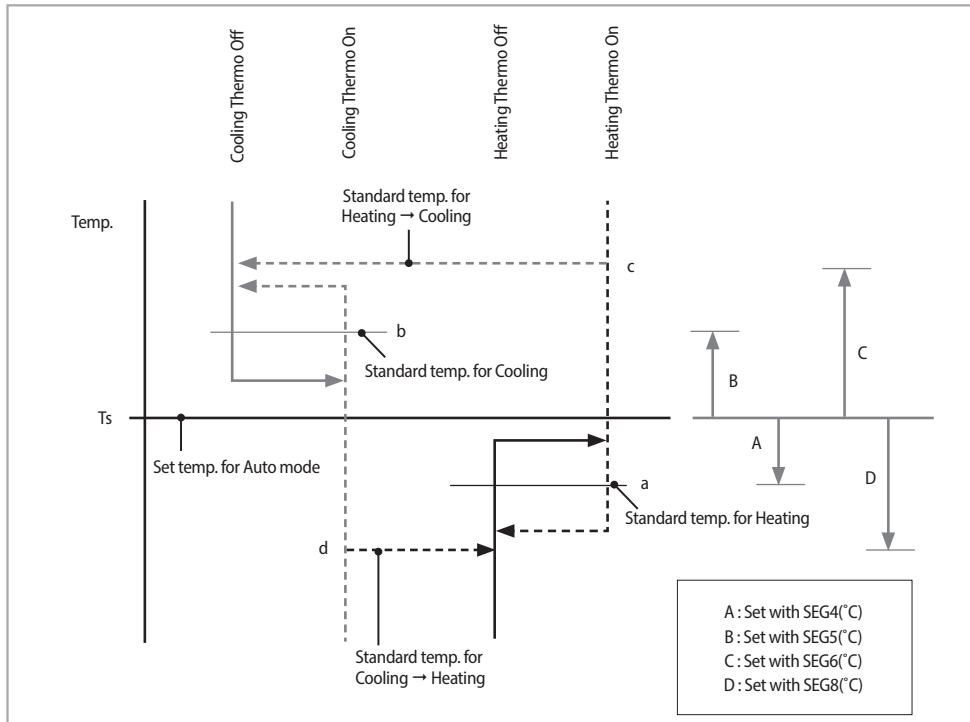 Cooling Thermo Off
Cooling Thermo On
Heating Thermo Off
Heating Thermo On
Standard temp. for
Heating → Cooling
Temp.
c
b
Standard temp. for Cooling
C
B
Ts
A
Set temp. for Auto mode
a
D
Standard temp. for Heating
d
Standard temp. for
Cooling → Heating
A : Set with SEG4(˚C)
B : Set with SEG5(˚C)
C : Set with SEG6(˚C)
D : Set with SEG8(˚C)